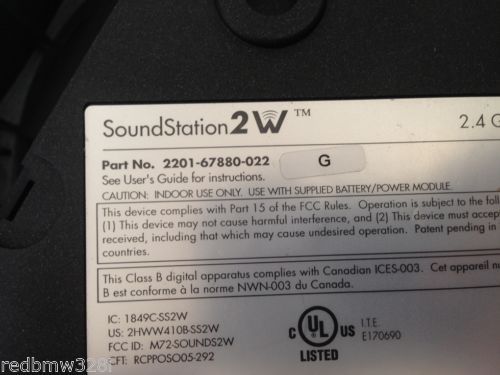 SoundStation2W™ 2.4 G
Part No. 2201-67880-022 G
See User's Guide for instructions.
CAUTION: INDOOR USE ONLY. USE WITH SUPPLIED BATTERY/POWER MODULE.
This device complies with Part 15 of the FCC Rules. Operation is subject to the foll
(1) This device may not cause harmful interference, and (2) This device must accep
received, including that which may cause undesired operation. Patent pending in
countries.
This Class B digital apparatus complies with Canadian ICES-003. Cet appareil n
B est conforme à la norme NWN-003 du Canada.
IC: 1849C-SS2W
US: 2HWW410B-SS2W
FCC ID: M72-SOUNDS2W
CFT: RCPPOSO05-292
C UL US
LISTED
I.T.E.
E170690
redbmw328i